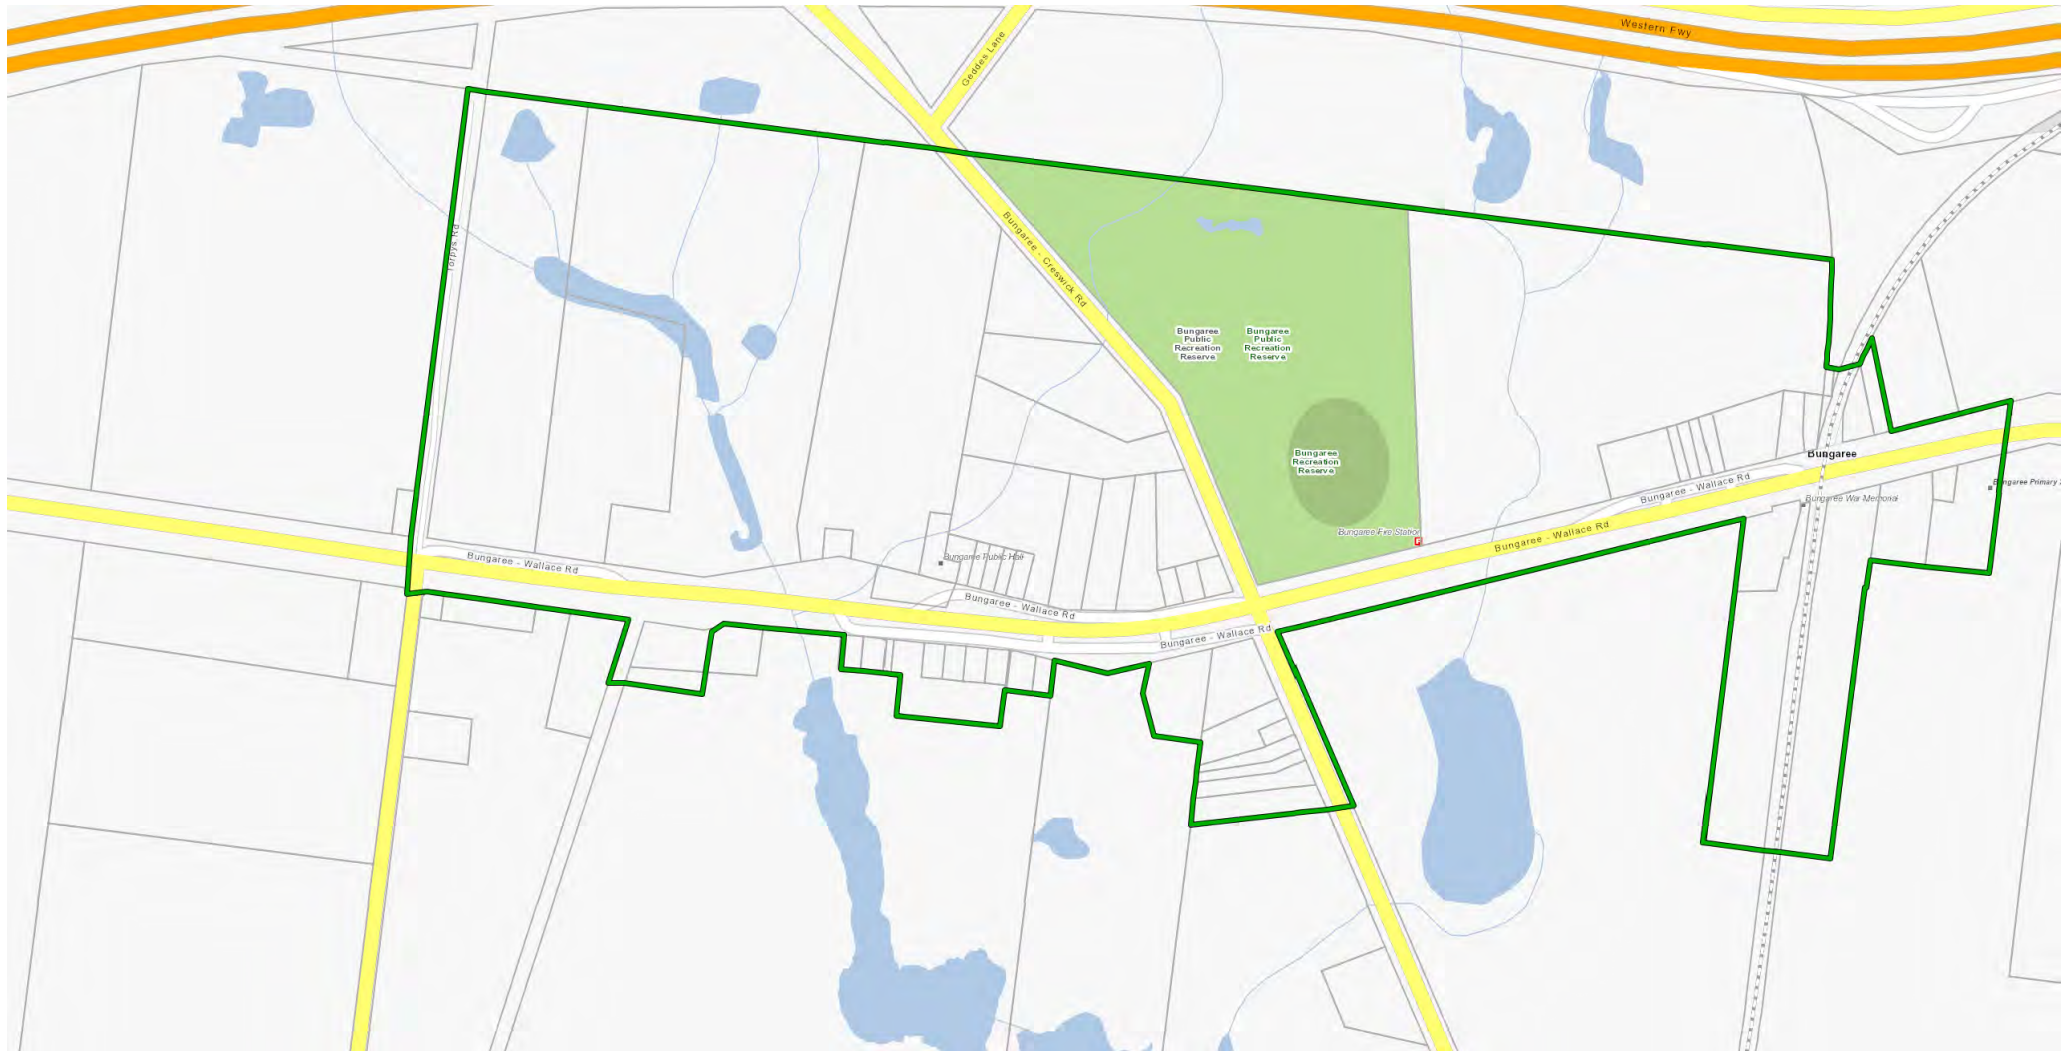 Western Fwy
Geddes Lane
Torpys Rd
Bungaree - Creswick Rd
Bungaree
Public
Recreation
Reserve
Bungaree
Public
Recreation
Reserve
Bungaree
Recreation
Reserve
Bungaree
Bungaree - Wallace Rd
Bungaree Primary
Bungaree War Memorial
Bungaree Fire Station
F
Bungaree - Wallace Rd
Bungaree Public Hall
Bungaree - Wallace Rd
Bungaree - Wallace Rd
Bungaree - Wallace Rd